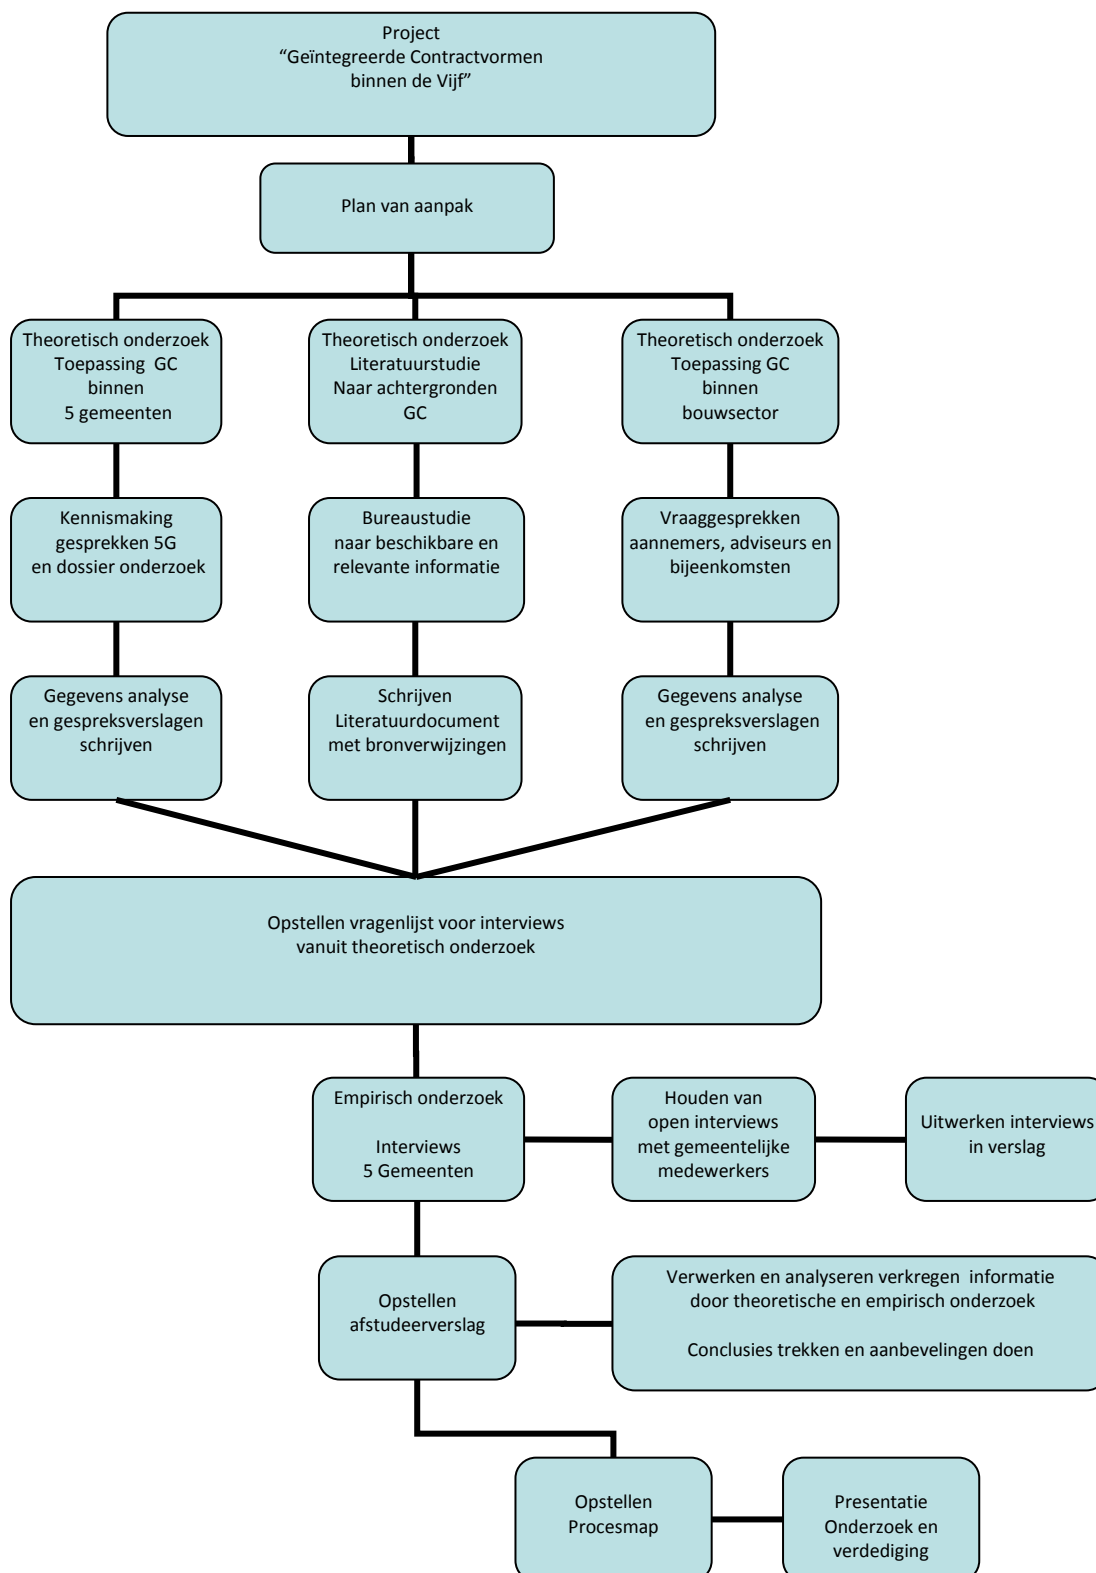 Project
“Geïntegreerde Contractvormen
binnen de Vijf”
Plan van aanpak
Theoretisch onderzoek
Toepassing GC
binnen
5 gemeenten
Theoretisch onderzoek
Literatuurstudie
Naar achtergronden
GC
Theoretisch onderzoek
Toepassing GC
binnen
bouwsector
Kennismaking
gesprekken 5G
en dossier onderzoek
Bureaustudie
naar beschikbare en
relevante informatie
Vraaggesprekken
aannemers, adviseurs en
bijeenkomsten
Gegevens analyse
en gespreksverslagen
schrijven
Schrijven
Literatuurdocument
met bronverwijzingen
Gegevens analyse
en gespreksverslagen
schrijven
Opstellen vragenlijst voor interviews
vanuit theoretisch onderzoek
Empirisch onderzoek
Interviews
5 Gemeenten
Houden van
open interviews
met gemeentelijke
medewerkers
Uitwerken interviews
in verslag
Opstellen
afstudeerverslag
Verwerken en analyseren verkregen informatie
door theoretische en empirisch onderzoek
Conclusies trekken en aanbevelingen doen
Opstellen
Procesmap
Presentatie
Onderzoek en
verdediging